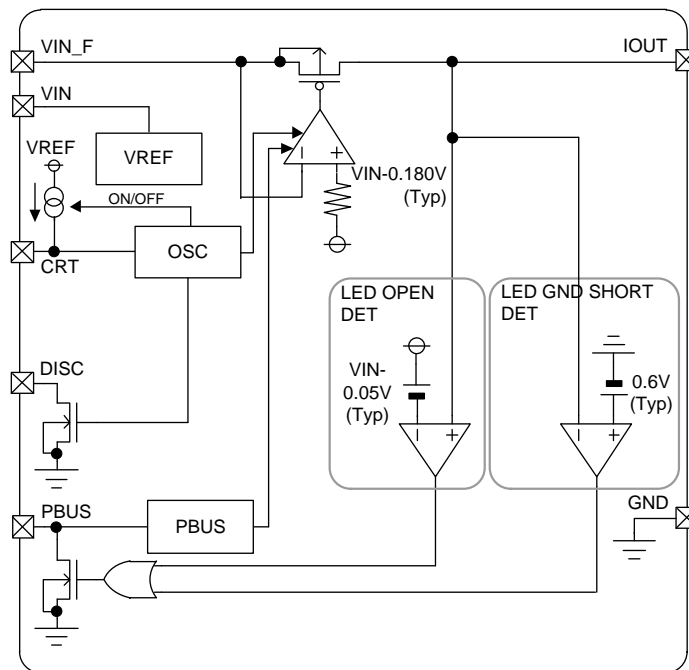 VIN_F
IOUT
VIN
VREF
VREF
VIN-0.180V
(Typ)
ON/OFF
OSC
CRT
LED OPEN
DET
LED GND SHORT
DET
DISC
VIN-
0.05V
(Typ)
0.6V
(Typ)
PBUS
PBUS
GND